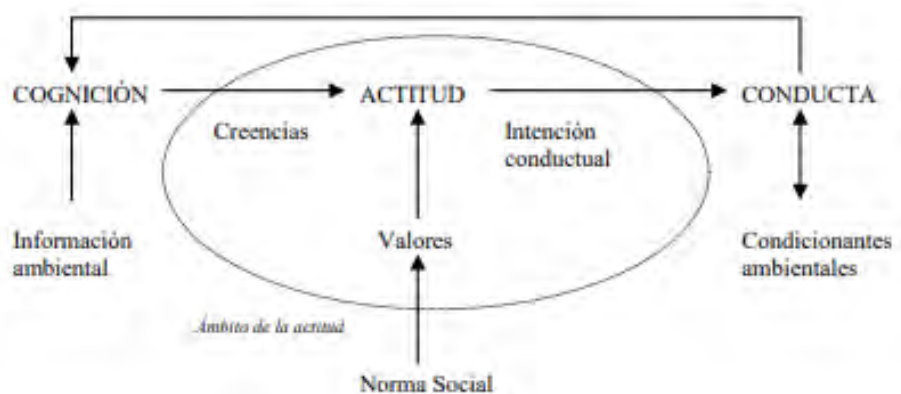 COGNICIÓN
ACTITUD
CONDUCTA
Creencias
Intención
conductual
Información
ambiental
Valores
Condicionantes
ambientales
Ámbito de la actitud
Norma Social